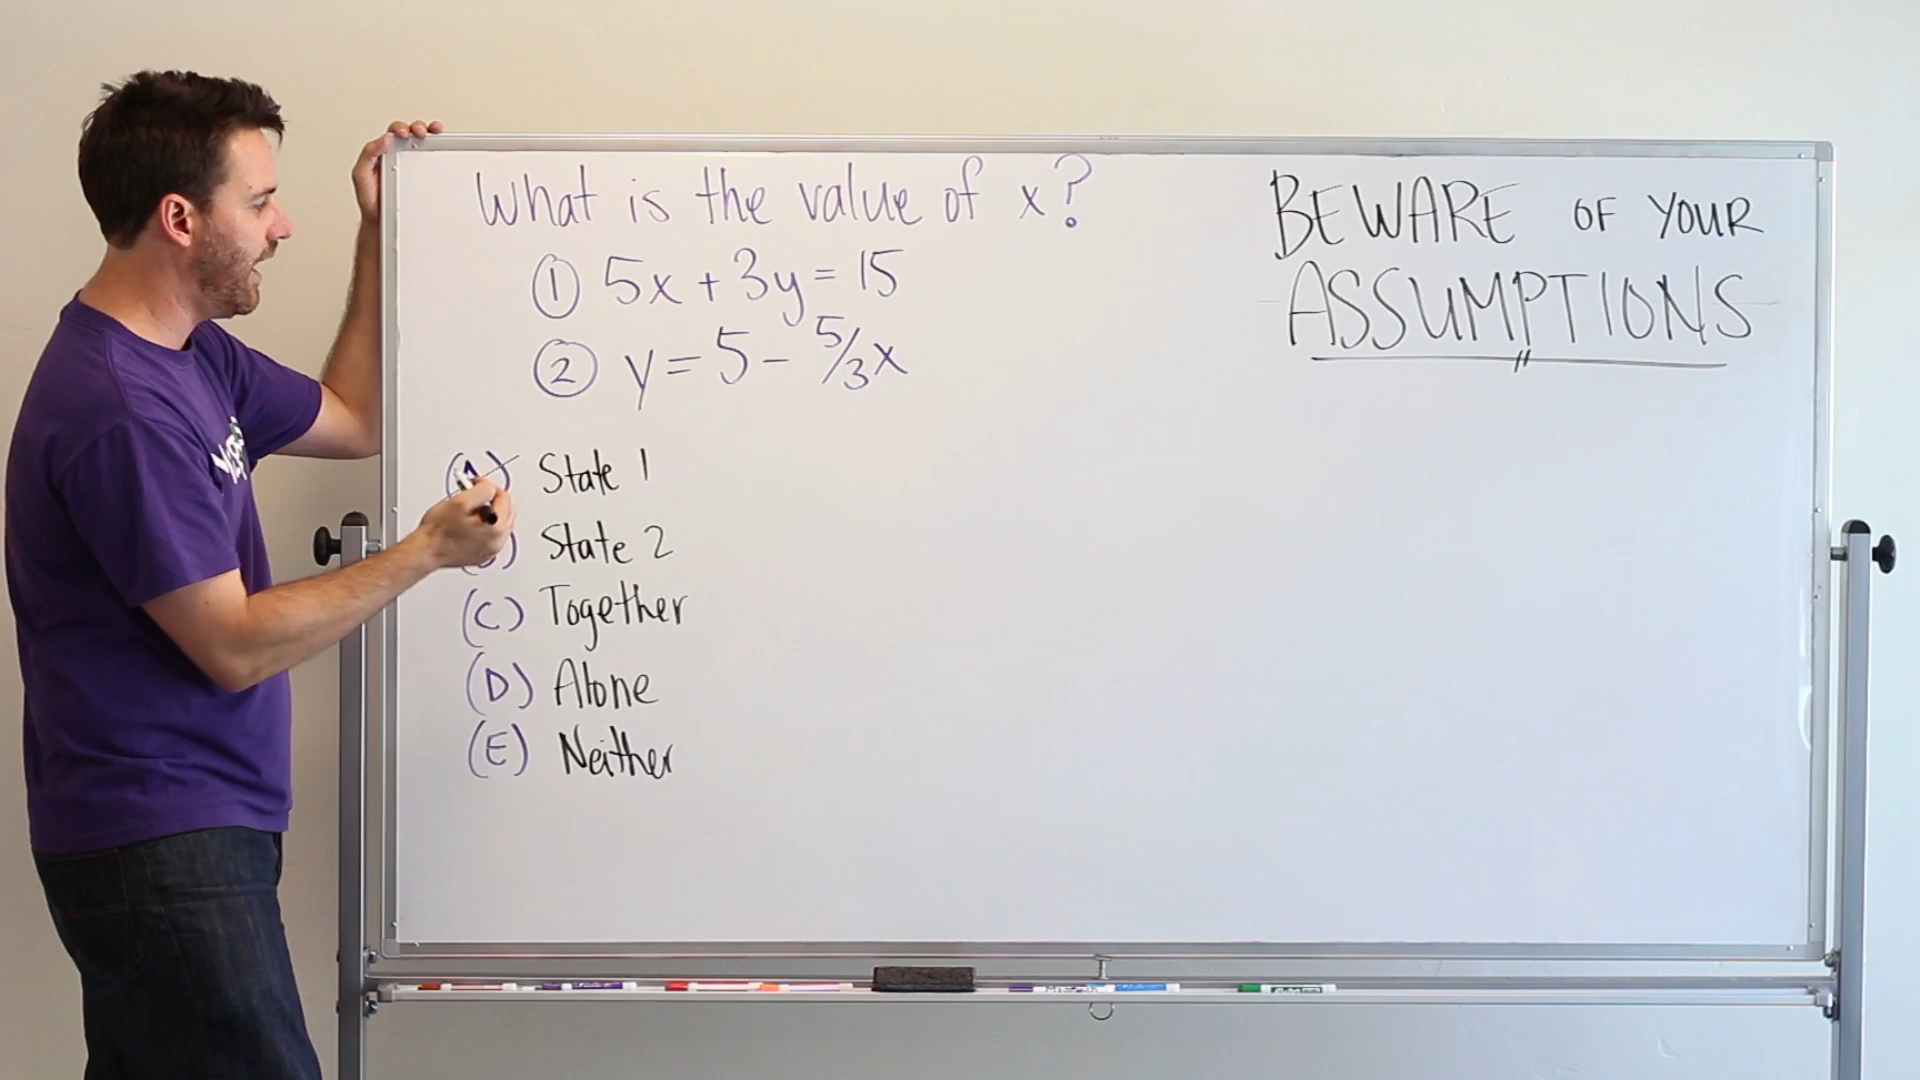 What is the value of x?
① 5x + 3y = 15
② y = 5 - 5/3x
(A) State 1
State 2
(C) Together
(D) Alone
(E) Neither
BEWARE OF YOUR
ASSUMPTIONS